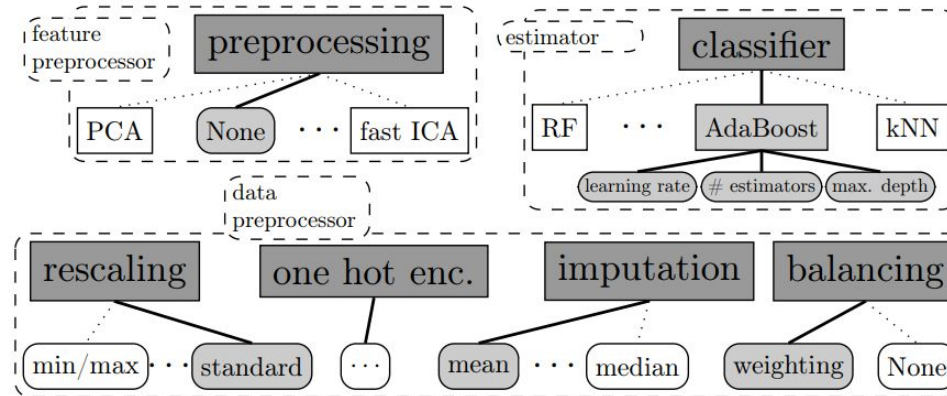 feature
preprocessor
preprocessing
PCA
None
· · ·
fast ICA
estimator
classifier
RF
· · ·
AdaBoost
kNN
learning rate
# estimators
max. depth
data
preprocessor
rescaling
one hot enc.
imputation
balancing
min/max
· · ·
standard
· · ·
mean
· · ·
median
weighting
None